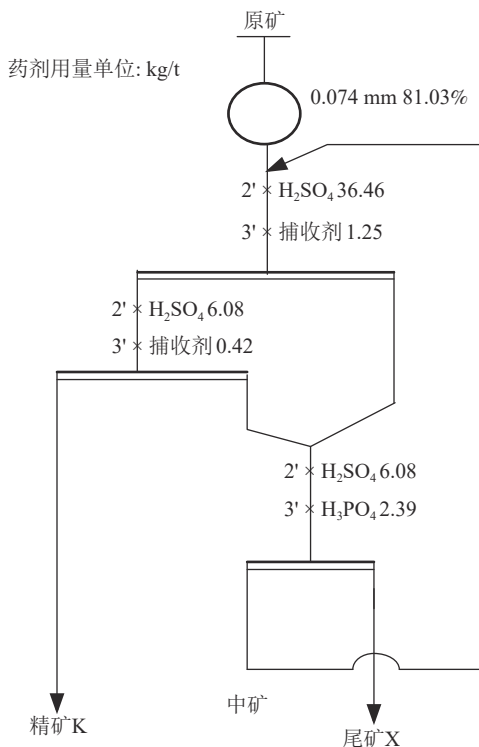 原矿
药剂用量单位: kg/t
0.074 mm 81.03%
2' × H₂SO₄ 36.46
3' × 捕收剂 1.25
2' × H₂SO₄ 6.08
3' × 捕收剂 0.42
2' × H₂SO₄ 6.08
3' × H₃PO₄ 2.39
中矿
精矿K
尾矿X